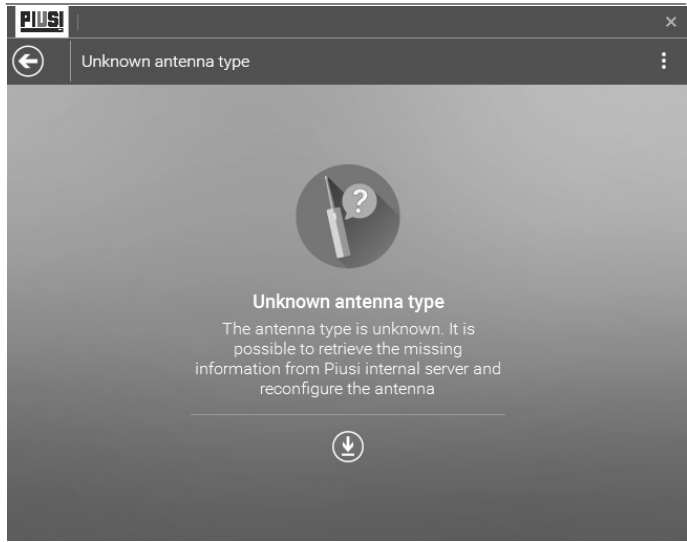 PIUSI
Unknown antenna type
?
Unknown antenna type
The antenna type is unknown. It is
possible to retrieve the missing
information from Piusi internal server and
reconfigure the antenna